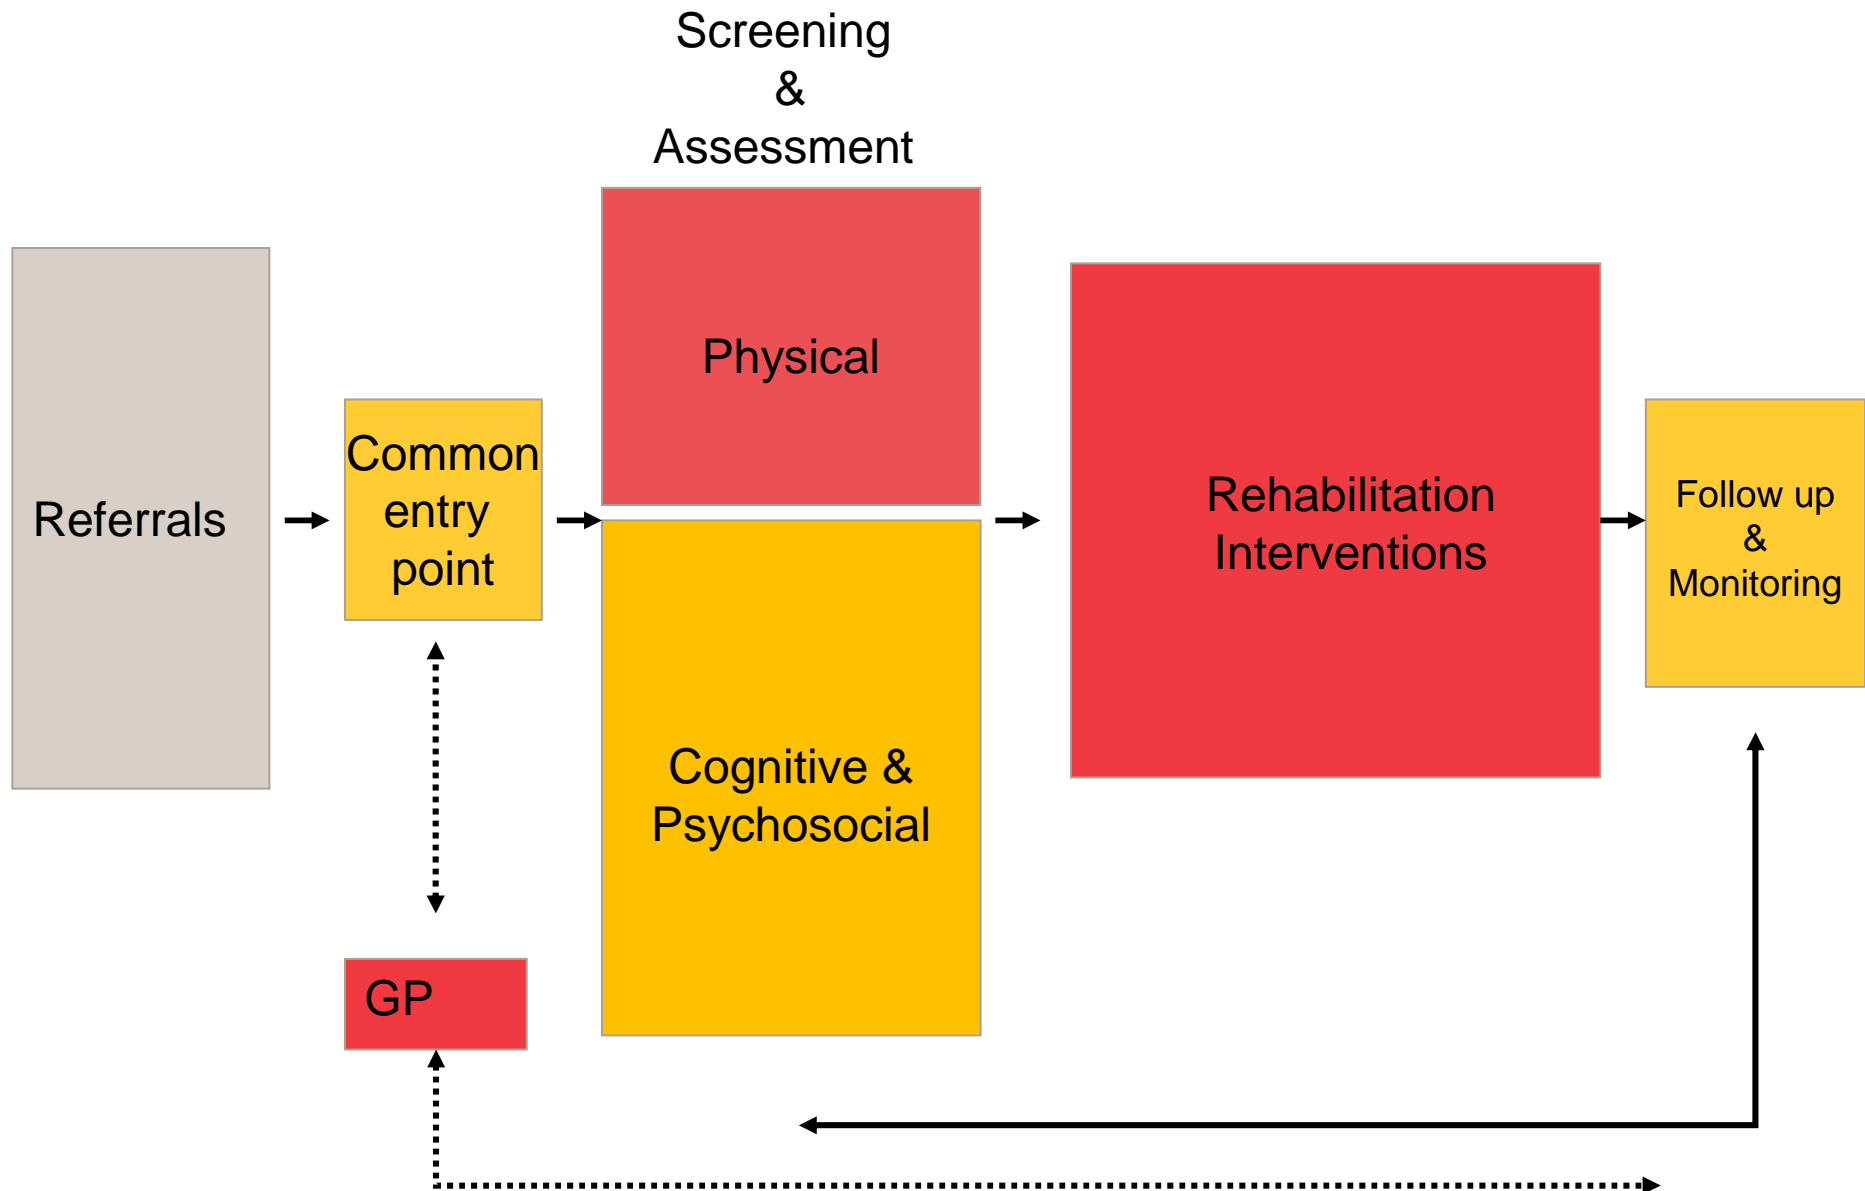 Screening
&
Assessment
Referrals
Common
entry
point
Physical
Cognitive &
Psychosocial
Rehabilitation
Interventions
Follow up
&
Monitoring
GP